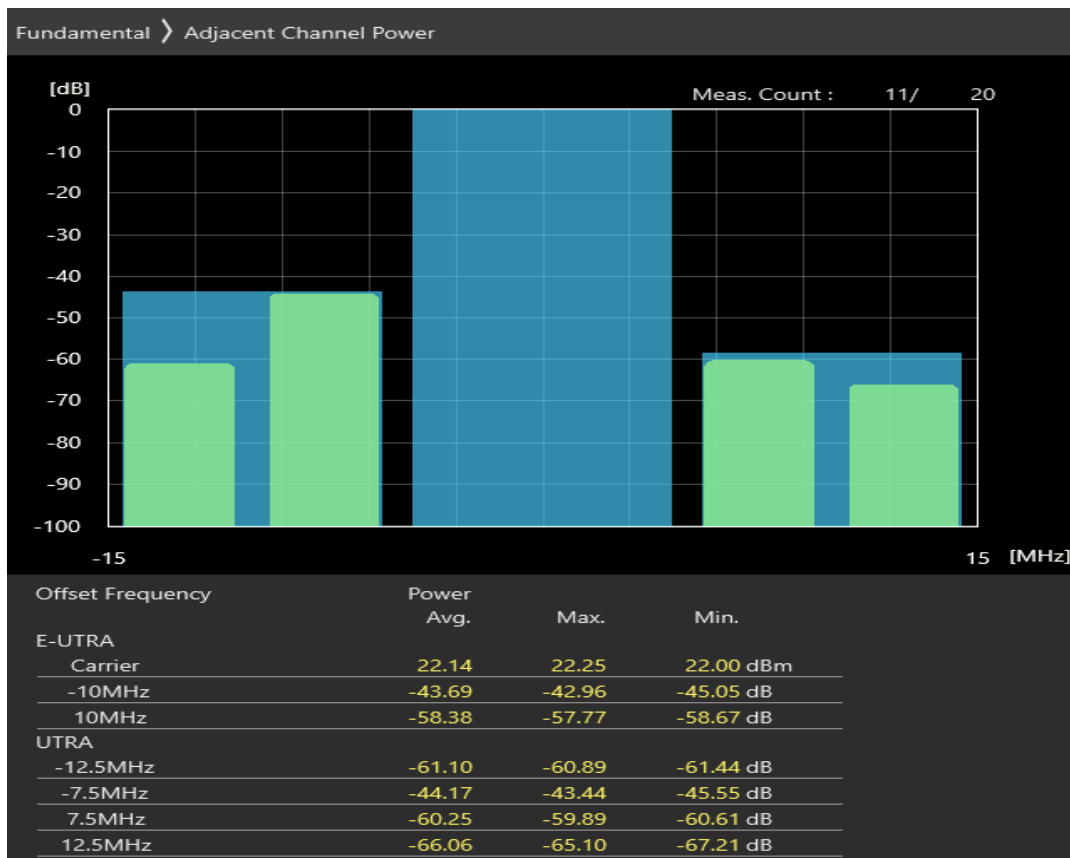 Fundamental 〉 Adjacent Channel Power
[dB]
Meas. Count : 11/ 20
0
-10
-20
-30
-40
-50
-60
-70
-80
-90
-100
-15 15 [MHz]
Offset Frequency Power
Avg. Max. Min.
E-UTRA
Carrier 22.14 22.25 22.00 dBm
-10MHz -43.69 -42.96 -45.05 dB
10MHz -58.38 -57.77 -58.67 dB
UTRA
-12.5MHz -61.10 -60.89 -61.44 dB
-7.5MHz -44.17 -43.44 -45.55 dB
7.5MHz -60.25 -59.89 -60.61 dB
12.5MHz -66.06 -65.10 -67.21 dB